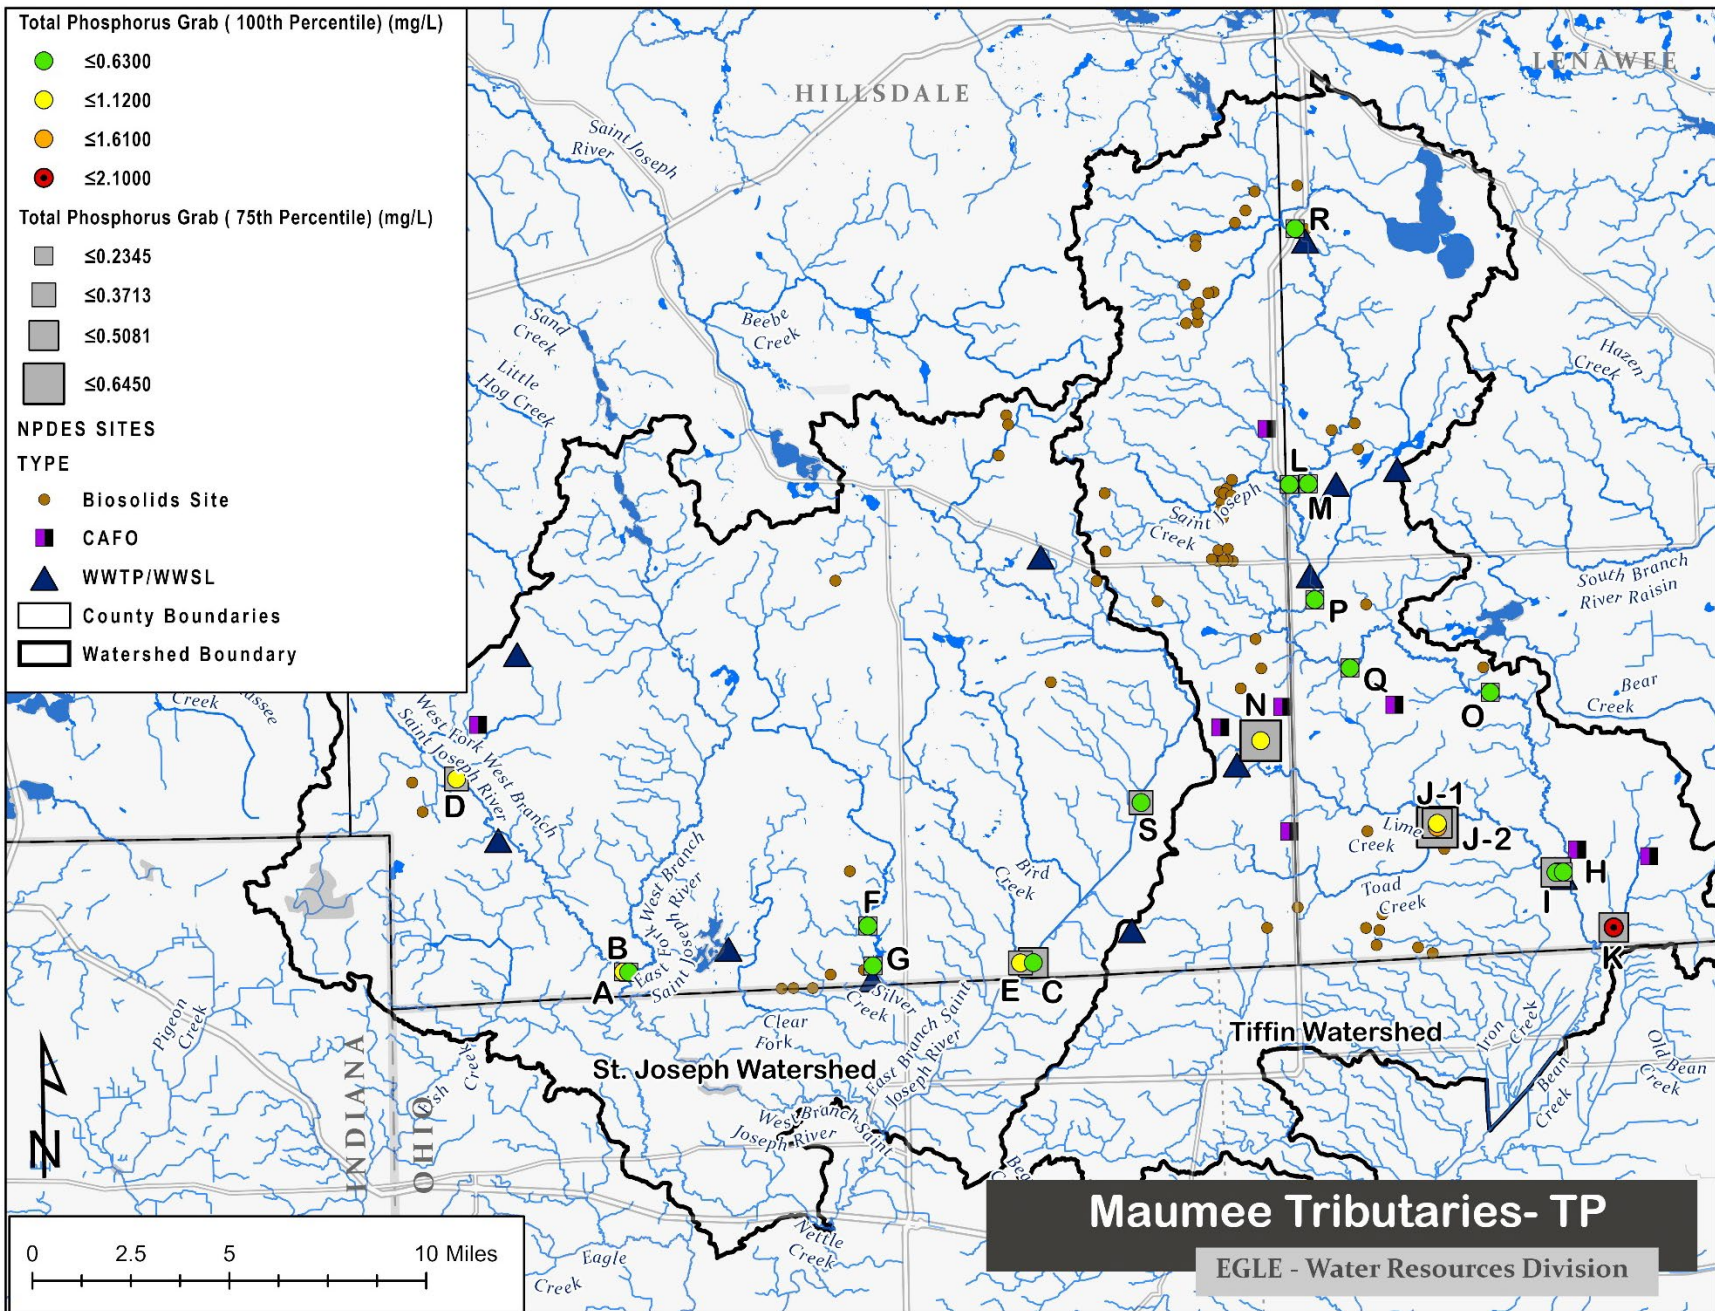 Total Phosphorus Grab ( 100th Percentile) (mg/L)
≤0.6300
≤1.1200
≤1.6100
≤2.1000
Total Phosphorus Grab ( 75th Percentile) (mg/L)
≤0.2345
≤0.3713
≤0.5081
≤0.6450
NPDES SITES
TYPE
Biosolids Site
CAFO
WWTP/WWSL
County Boundaries
Watershed Boundary
HILLSDALE
LENAWEE
Saint Joseph
River
Sand
Creek
Little
Hog Creek
Beebe
Creek
Hazen
Creek
R
L
M
Saint Joseph
Creek
South Branch
River Raisin
P
Q
O
Bear
Creek
N
Creek
West Fork West Branch
Saint Joseph River
D
S
J-1
J-2
Lime
Creek
Toad
Creek
H
I
K
Bird
Creek
East Fork West Branch
Saint Joseph River
F
G
B
A
E
C
Silver
Creek
Clear
Fork
East Branch Saint
Joseph River
Pigeon
Creek
Fish
Creek
St. Joseph Watershed
Tiffin Watershed
Iron
Creek
Bean
Creek
Old Bean
Creek
West Branch Saint
Joseph River
INDIANA
OHIO
N
Nettle
Creek
Eagle
Creek
0 2.5 5 10 Miles
Maumee Tributaries- TP
EGLE - Water Resources Division